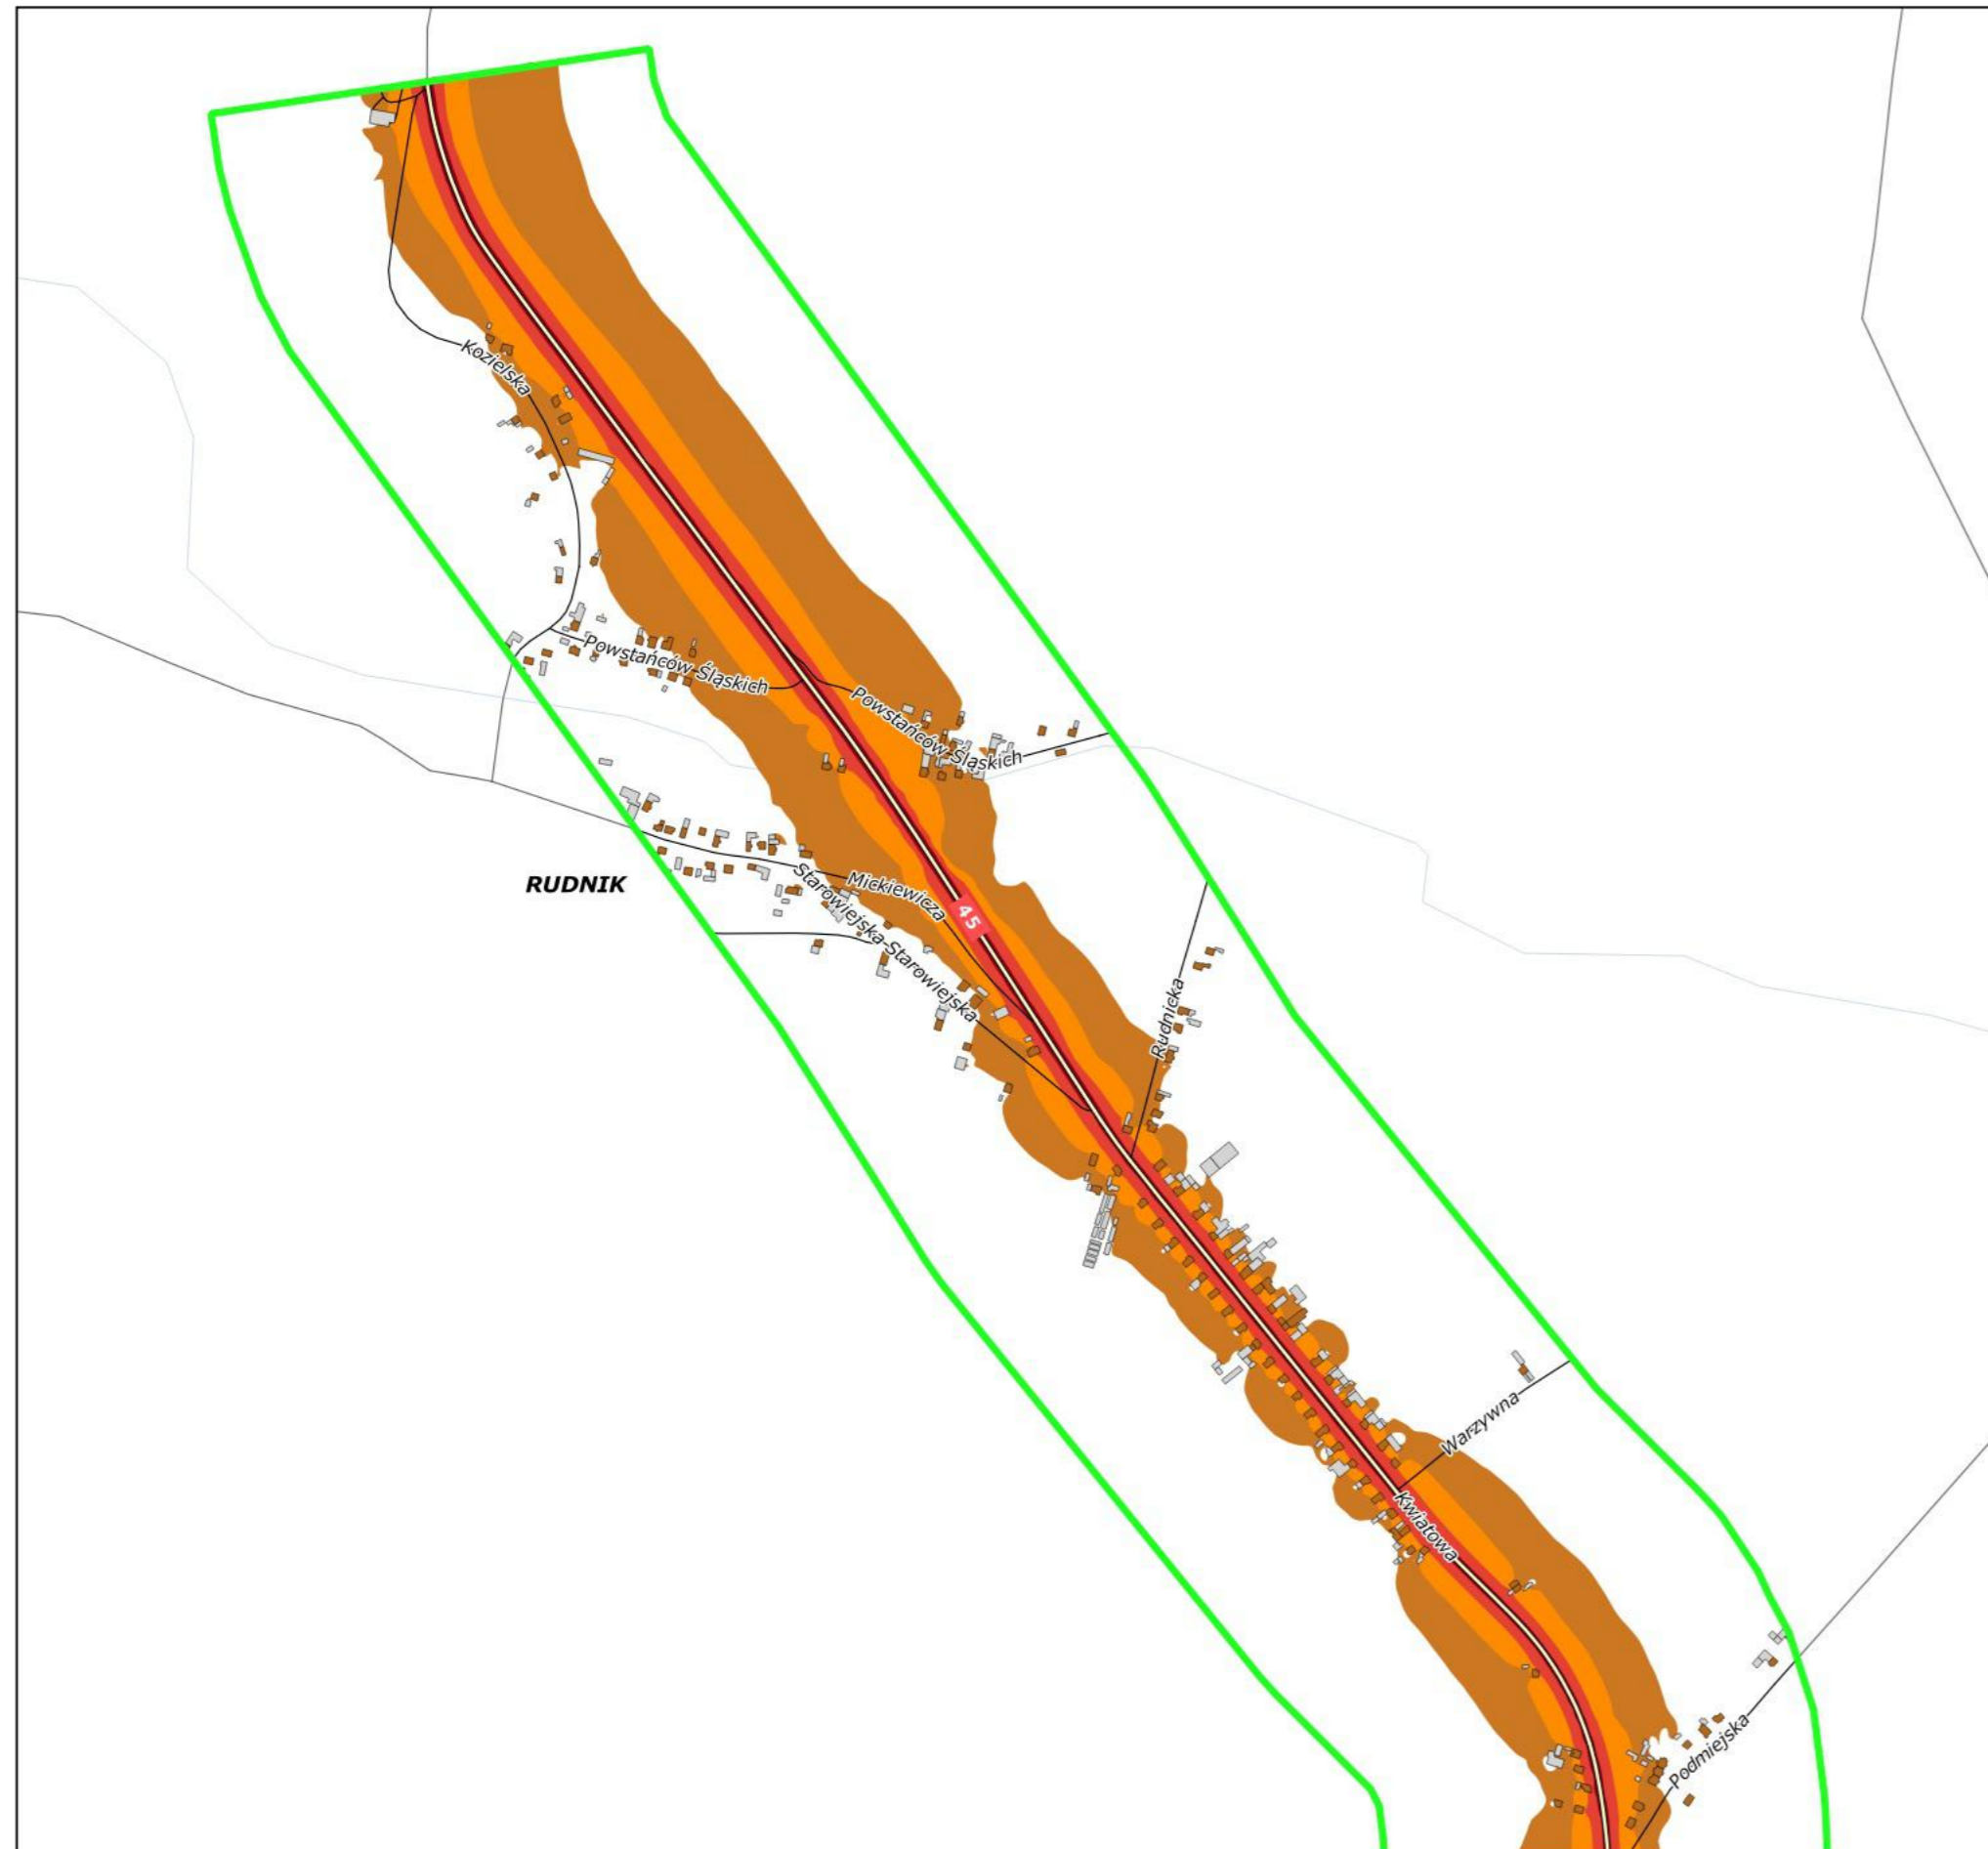 Kozielska
Powstańców Śląskich
Powstańców Śląskich
RUDNIK
Mickiewicza
Starowiejska
Starowiejska
45
Rudnicka
Warzywna
Kwiatowa
Podmiejska